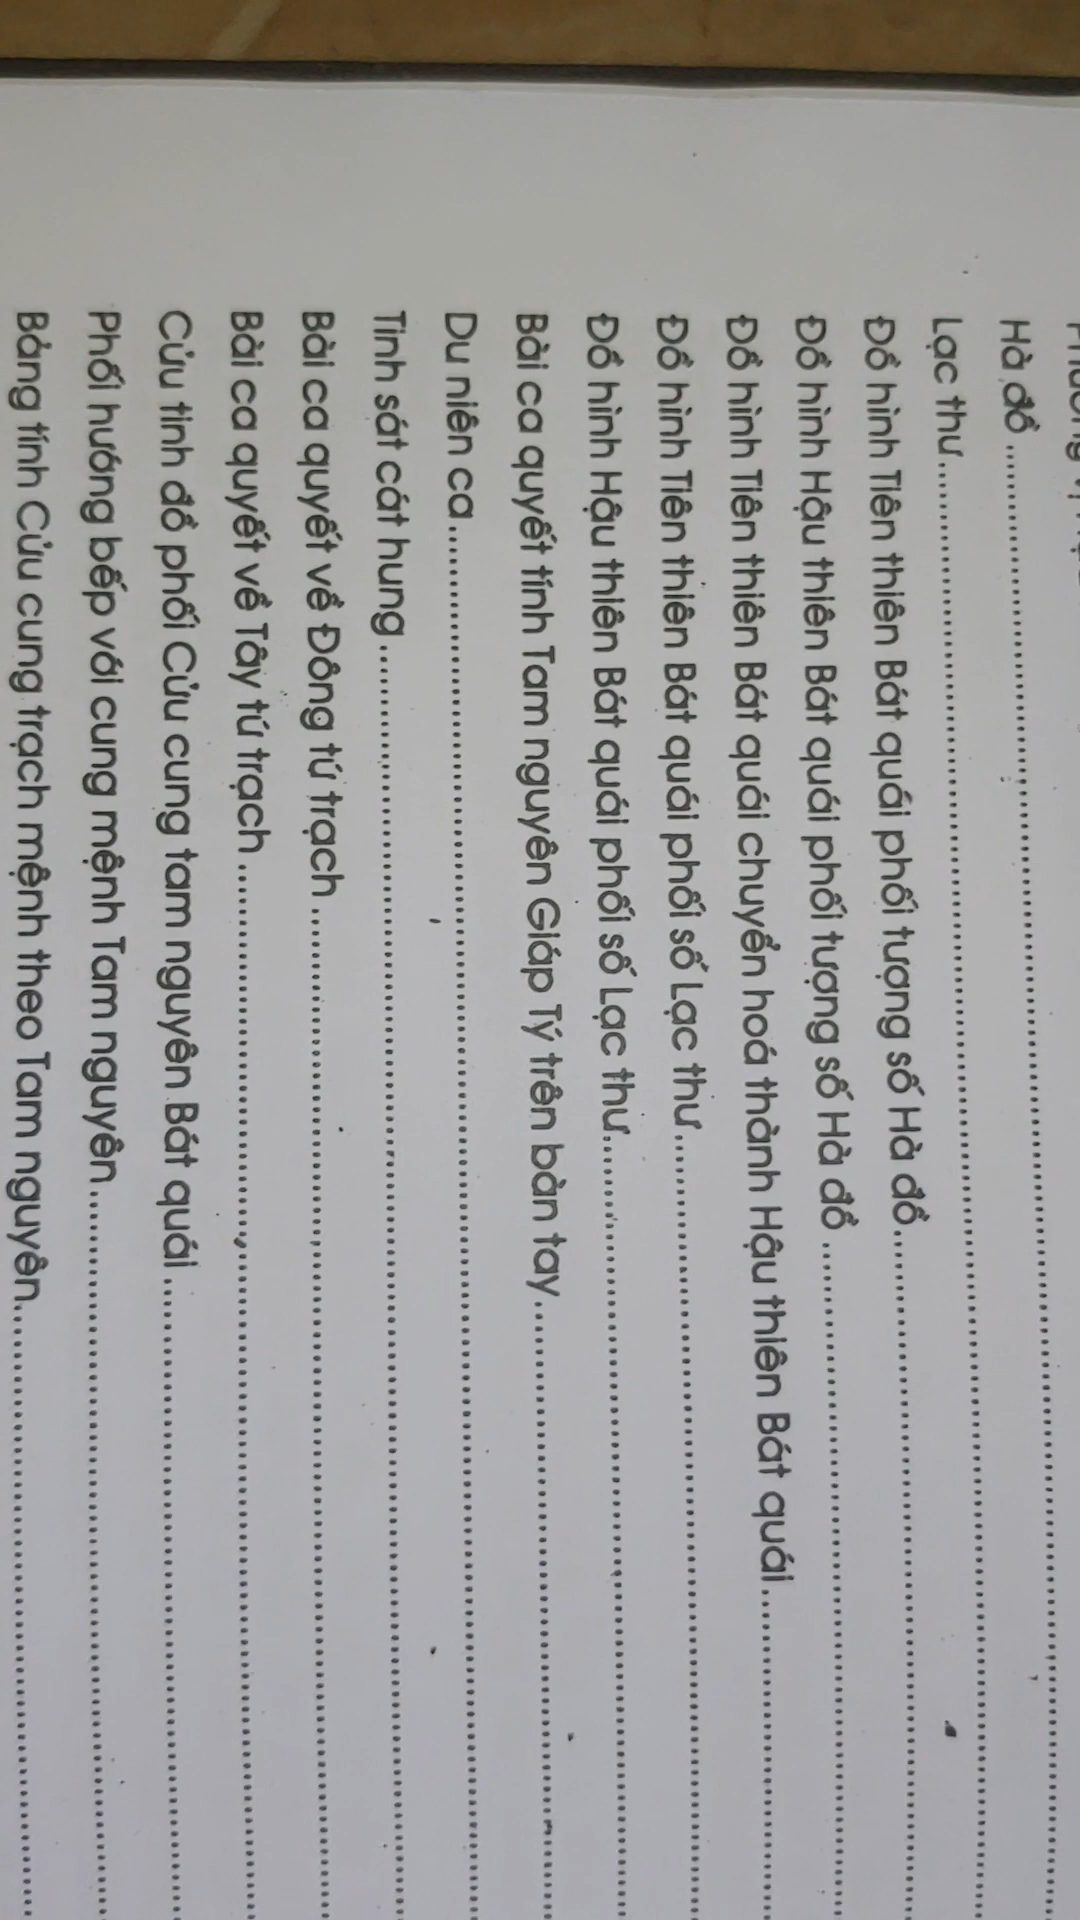 Hà đồ
Lạc thư
Đồ hình Tiên thiên Bát quái phối tượng số Hà đồ
Đồ hình Hậu thiên Bát quái phối tượng số Hà đồ
Đồ hình Tiên thiên Bát quái chuyển hoá thành Hậu thiên Bát quái
Đồ hình Tiên thiên Bát quái phối số Lạc thư
Đồ hình Hậu thiên Bát quái phối số Lạc thư
Bài ca quyết tính Tam nguyên Giáp Tý trên bàn tay
Du niên ca
Tinh sát cát hung
Bài ca quyết về Đông tứ trạch
Bài ca quyết về Tây tứ trạch
Cửu tinh đồ phối Cửu cung tam nguyên Bát quái
Phối hướng bếp với cung mệnh Tam nguyên
Bảng tính Cửu cung trạch mệnh theo Tam nguyên